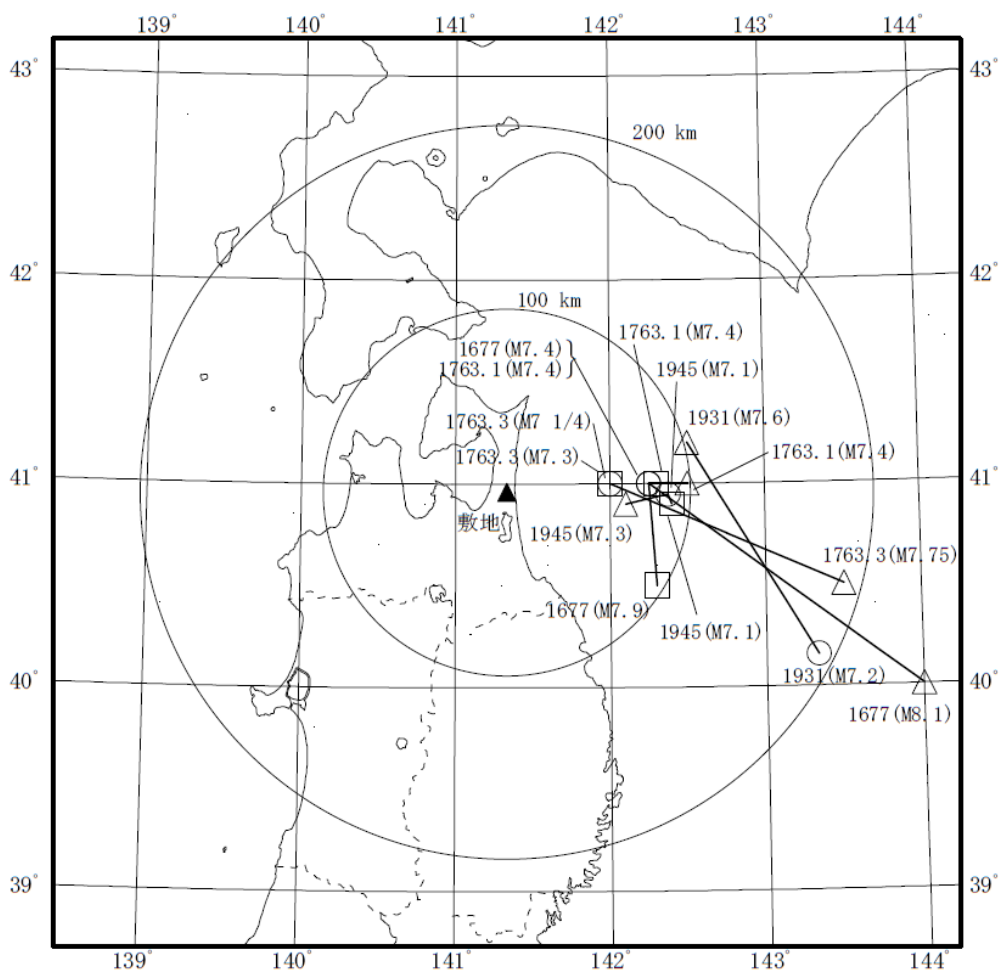 139° 140° 141° 142° 143° 144°
43° 43°
200 km
42° 42°
100 km
1763.1(M7.4)
1677(M7.4)
1763.1(M7.4)
1945(M7.1)
1763.3(M7 1/4)
1931(M7.6)
1763.3(M7.3)
1763.1(M7.4)
41° 41°
敷地
1945(M7.3)
1763.3(M7.75)
1677(M7.9)
1945(M7.1)
1931(M7.2)
40° 40°
1677(M8.1)
39° 39°
139° 140° 141° 142° 143° 144°